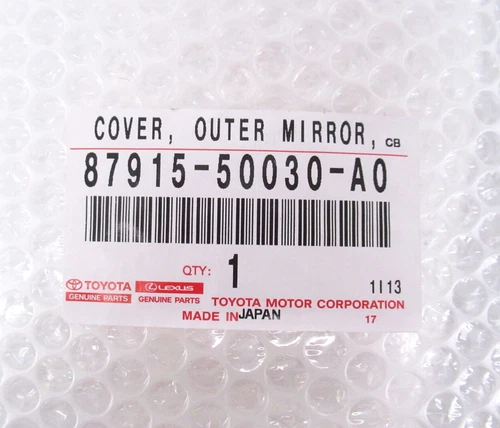 COVER, OUTER MIRROR, CB
87915-50030-A0
QTY: 1
1113
TOYOTA LEXUS
GENUINE PARTS GENUINE PARTS TOYOTA MOTOR CORPORATION
MADE IN JAPAN 17